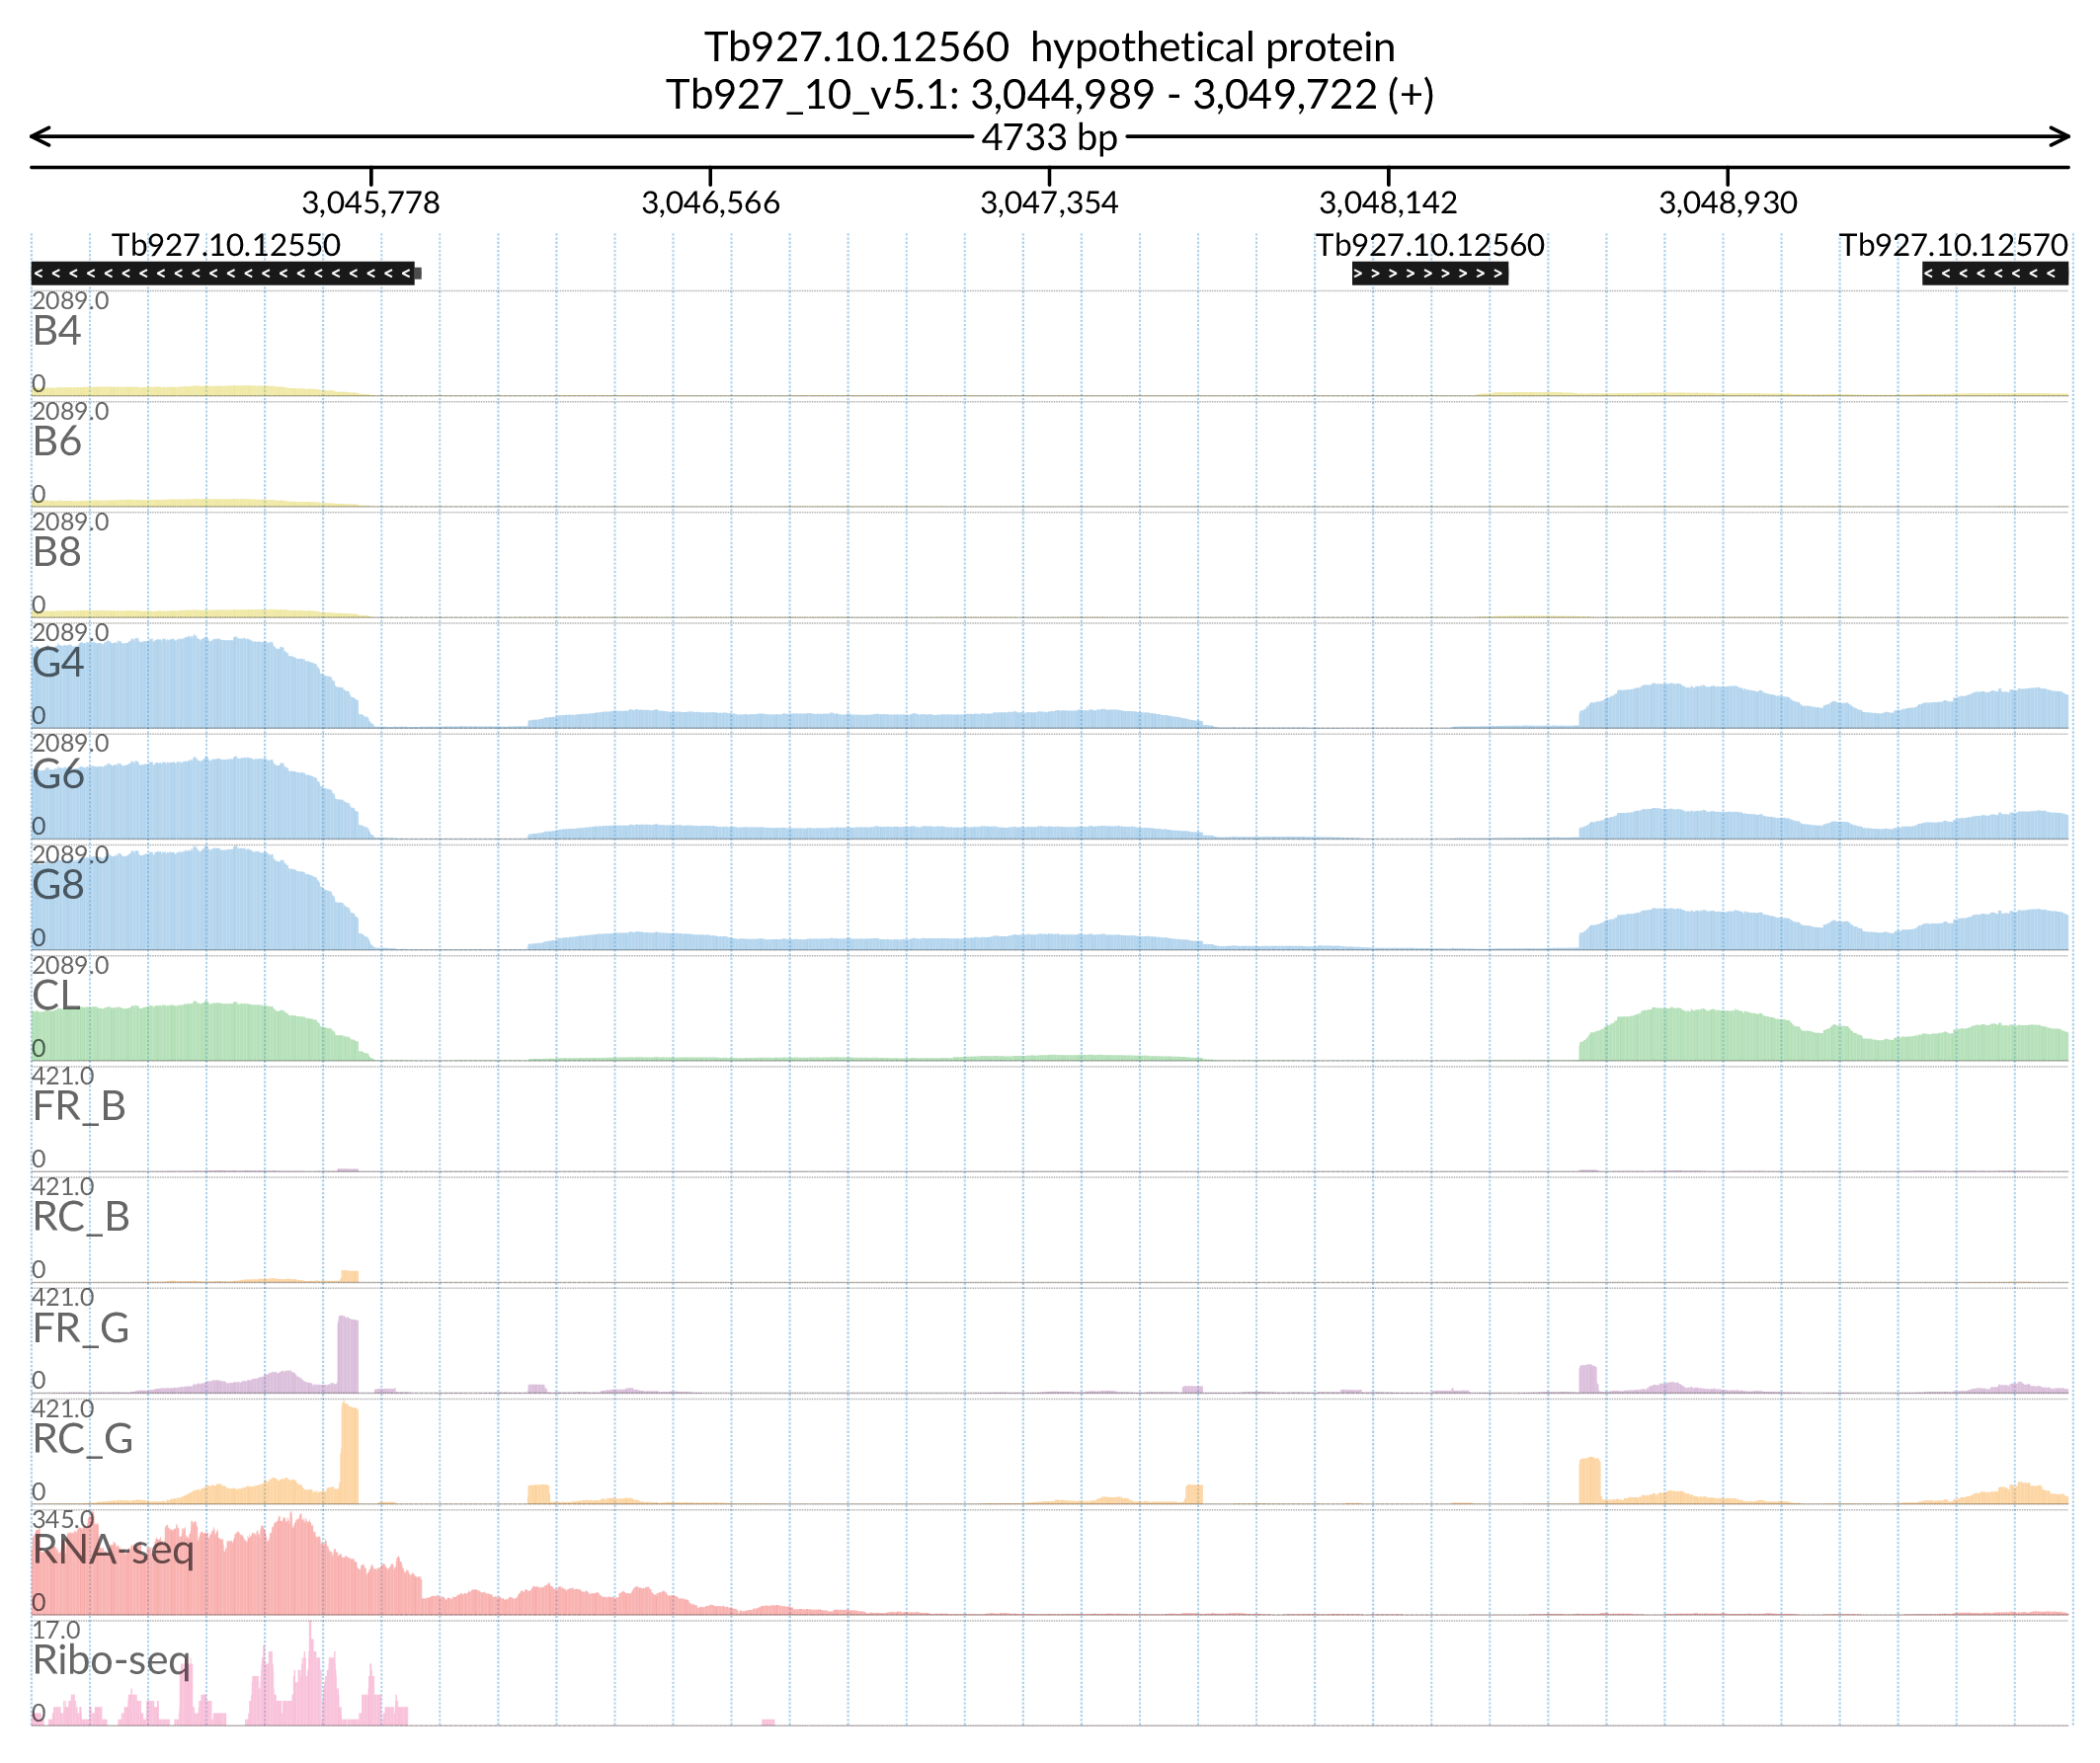 Tb927.10.12560 hypothetical protein
Tb927_10_v5.1: 3,044,989 - 3,049,722 (+)
4733 bp
3,045,778 3,046,566 3,047,354 3,048,142 3,048,930
Tb927.10.12550 Tb927.10.12560 Tb927.10.12570
2089.0
B4
0
2089.0
B6
0
2089.0
B8
0
2089.0
G4
0
2089.0
G6
0
2089.0
G8
0
2089.0
CL
0
421.0
FR_B
0
421.0
RC_B
0
421.0
FR_G
0
421.0
RC_G
0
345.0
RNA-seq
0
17.0
Ribo-seq
0